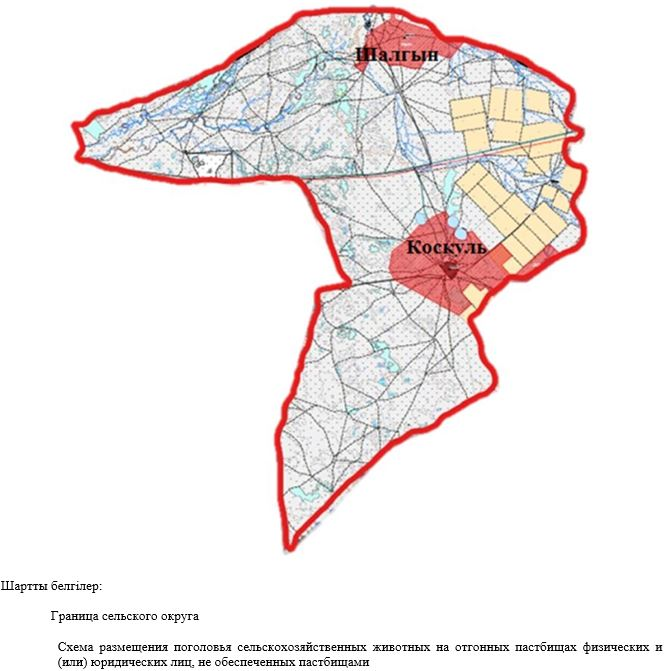 Шалгын
Коскуль
Шартты белгілер:
Граница сельского округа
Схема размещения поголовья сельскохозяйственных животных на отгонных пастбищах физических и
(или) юридических лиц, не обеспеченных пастбищами